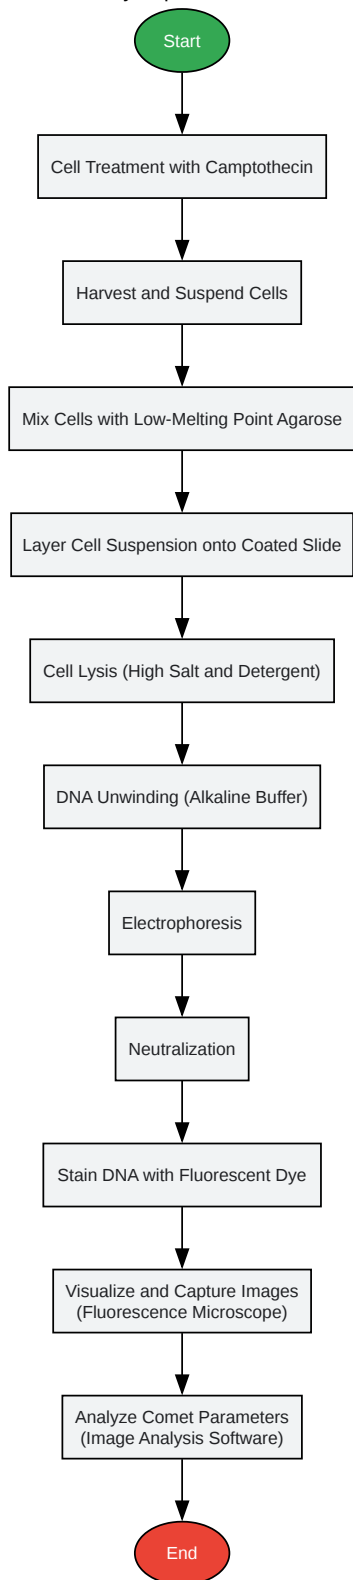 Start
Cell Treatment with Camptothecin
Harvest and Suspend Cells
Mix Cells with Low-Melting Point Agarose
Layer Cell Suspension onto Coated Slide
Cell Lysis (High Salt and Detergent)
DNA Unwinding (Alkaline Buffer)
Electrophoresis
Neutralization
Stain DNA with Fluorescent Dye
Visualize and Capture Images
(Fluorescence Microscope)
Analyze Comet Parameters
(Image Analysis Software)
End